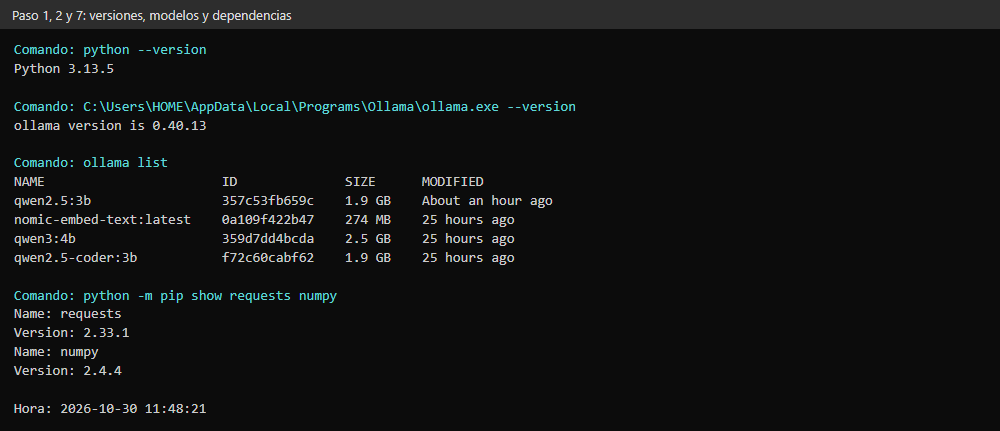 Paso 1, 2 y 7: versiones, modelos y dependencias
Comando: python --version
Python 3.13.5
Comando: C:\Users\HOME\AppData\Local\Programs\Ollama\ollama.exe --version
ollama version is 0.40.13
Comando: ollama list
NAME ID SIZE MODIFIED
qwen2.5:3b 357c53fb659c 1.9 GB About an hour ago
nomic-embed-text:latest 0a109f422b47 274 MB 25 hours ago
qwen3:4b 359d7dd4bcda 2.5 GB 25 hours ago
qwen2.5-coder:3b f72c60cabf62 1.9 GB 25 hours ago
Comando: python -m pip show requests numpy
Name: requests
Version: 2.33.1
Name: numpy
Version: 2.4.4
Hora: 2026-10-30 11:48:21